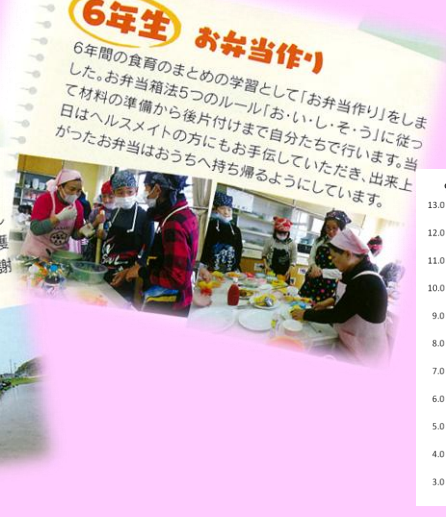 6年生 お弁当作り
6年間の食育のまとめの学習として「お弁当作り」をしま
した。お弁当箱法5つのルール「お・い・し・そ・う」に従っ
て材料の準備から後片付けまで自分たちで行います。当
日はヘルスメイトの方にもお手伝していただき、出来上
がったお弁当はおうちへ持ち帰るようにしています。
護
謝
13.0
12.0
11.0
10.0
9.0
8.0
7.0
6.0
5.0
4.0
3.0